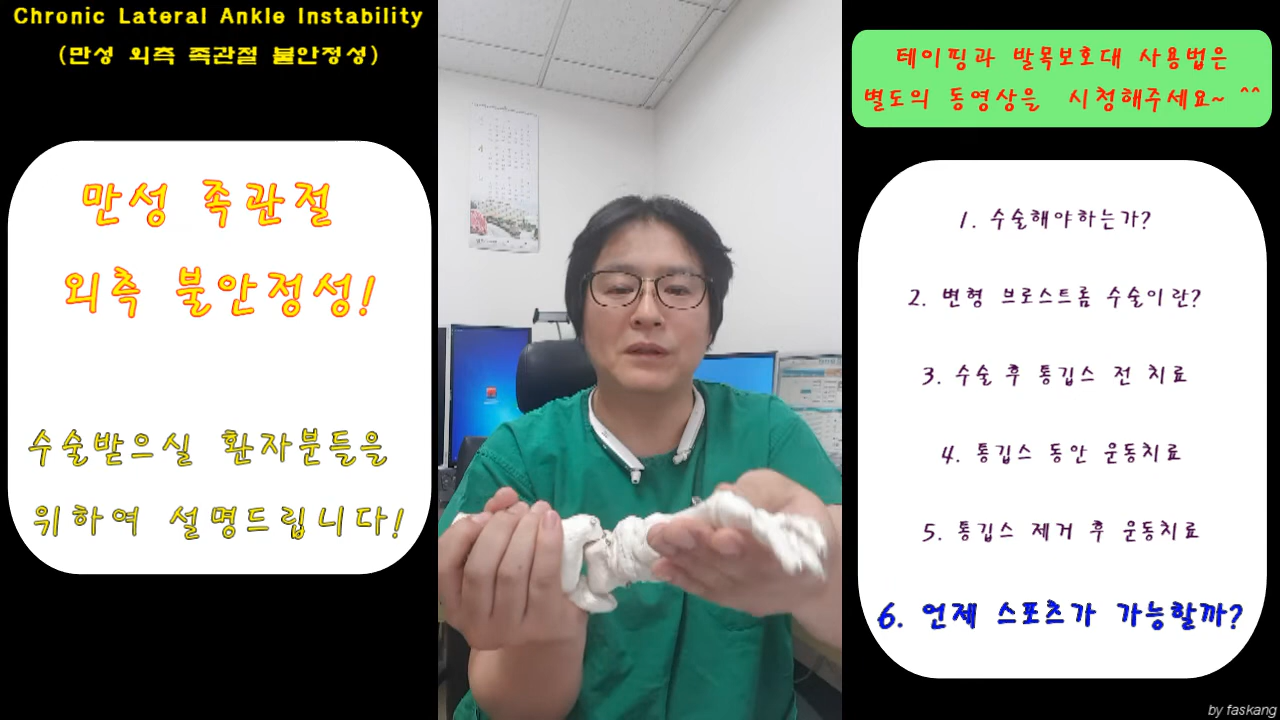 Chronic Lateral Ankle Instability
(만성 외측 족관절 불안정성)
만성 족관절
외측 불안정성!
수술받으실 환자분들을
위하여 설명드립니다!
테이핑과 발목보호대 사용법은
별도의 동영상을 시청해주세요~ ^^
1. 수술해야하는가?
2. 변형 브로스트롬 수술이란?
3. 수술 후 통깁스 전 치료
4. 통깁스 동안 운동치료
5. 통깁스 제거 후 운동치료
6. 언제 스포츠가 가능할까?
by faskang